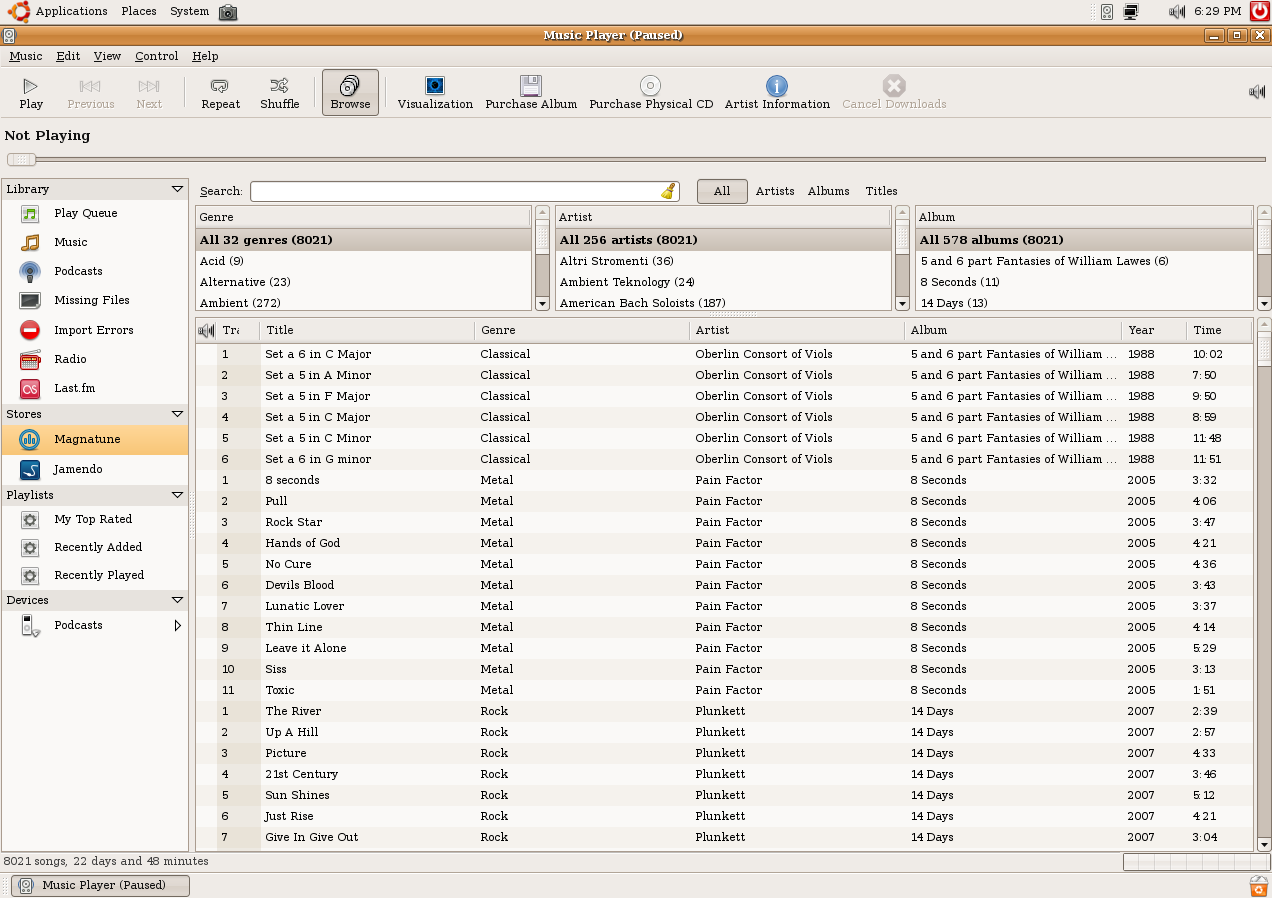 Applications Places System 6:29 PM
Music Player (Paused)
Music Edit View Control Help
Play Previous Next Repeat Shuffle Browse Visualization Purchase Album Purchase Physical CD Artist Information Cancel Downloads
Not Playing
Library
Play Queue
Music
Podcasts
Missing Files
Import Errors
Radio
Last.fm
Stores
Magnatune
Jamendo
Playlists
My Top Rated
Recently Added
Recently Played
Devices
Podcasts
Search: All Artists Albums Titles
Genre
All 32 genres (8021)
Acid (9)
Alternative (23)
Ambient (272)
Artist
All 256 artists (8021)
Altri Stromenti (36)
Ambient Teknology (24)
American Bach Soloists (187)
Album
All 578 albums (8021)
5 and 6 part Fantasies of William Lawes (6)
8 Seconds (11)
14 Days (13)
Tra Title Genre Artist Album Year Time
1 Set a 6 in C Major Classical Oberlin Consort of Viols 5 and 6 part Fantasies of William ... 1988 10:02
2 Set a 5 in A Minor Classical Oberlin Consort of Viols 5 and 6 part Fantasies of William ... 1988 7:50
3 Set a 5 in F Major Classical Oberlin Consort of Viols 5 and 6 part Fantasies of William ... 1988 9:50
4 Set a 5 in C Major Classical Oberlin Consort of Viols 5 and 6 part Fantasies of William ... 1988 8:59
5 Set a 5 in C Minor Classical Oberlin Consort of Viols 5 and 6 part Fantasies of William ... 1988 11:48
6 Set a 6 in G minor Classical Oberlin Consort of Viols 5 and 6 part Fantasies of William ... 1988 11:51
1 8 seconds Metal Pain Factor 8 Seconds 2005 3:32
2 Pull Metal Pain Factor 8 Seconds 2005 4:06
3 Rock Star Metal Pain Factor 8 Seconds 2005 3:47
4 Hands of God Metal Pain Factor 8 Seconds 2005 4:21
5 No Cure Metal Pain Factor 8 Seconds 2005 4:36
6 Devils Blood Metal Pain Factor 8 Seconds 2005 3:43
7 Lunatic Lover Metal Pain Factor 8 Seconds 2005 3:37
8 Thin Line Metal Pain Factor 8 Seconds 2005 4:14
9 Leave it Alone Metal Pain Factor 8 Seconds 2005 5:29
10 Siss Metal Pain Factor 8 Seconds 2005 3:13
11 Toxic Metal Pain Factor 8 Seconds 2005 1:51
1 The River Rock Plunkett 14 Days 2007 2:39
2 Up A Hill Rock Plunkett 14 Days 2007 2:57
3 Picture Rock Plunkett 14 Days 2007 4:33
4 21st Century Rock Plunkett 14 Days 2007 3:46
5 Sun Shines Rock Plunkett 14 Days 2007 5:12
6 Just Rise Rock Plunkett 14 Days 2007 4:21
7 Give In Give Out Rock Plunkett 14 Days 2007 3:04
8021 songs, 22 days and 48 minutes
Music Player (Paused)